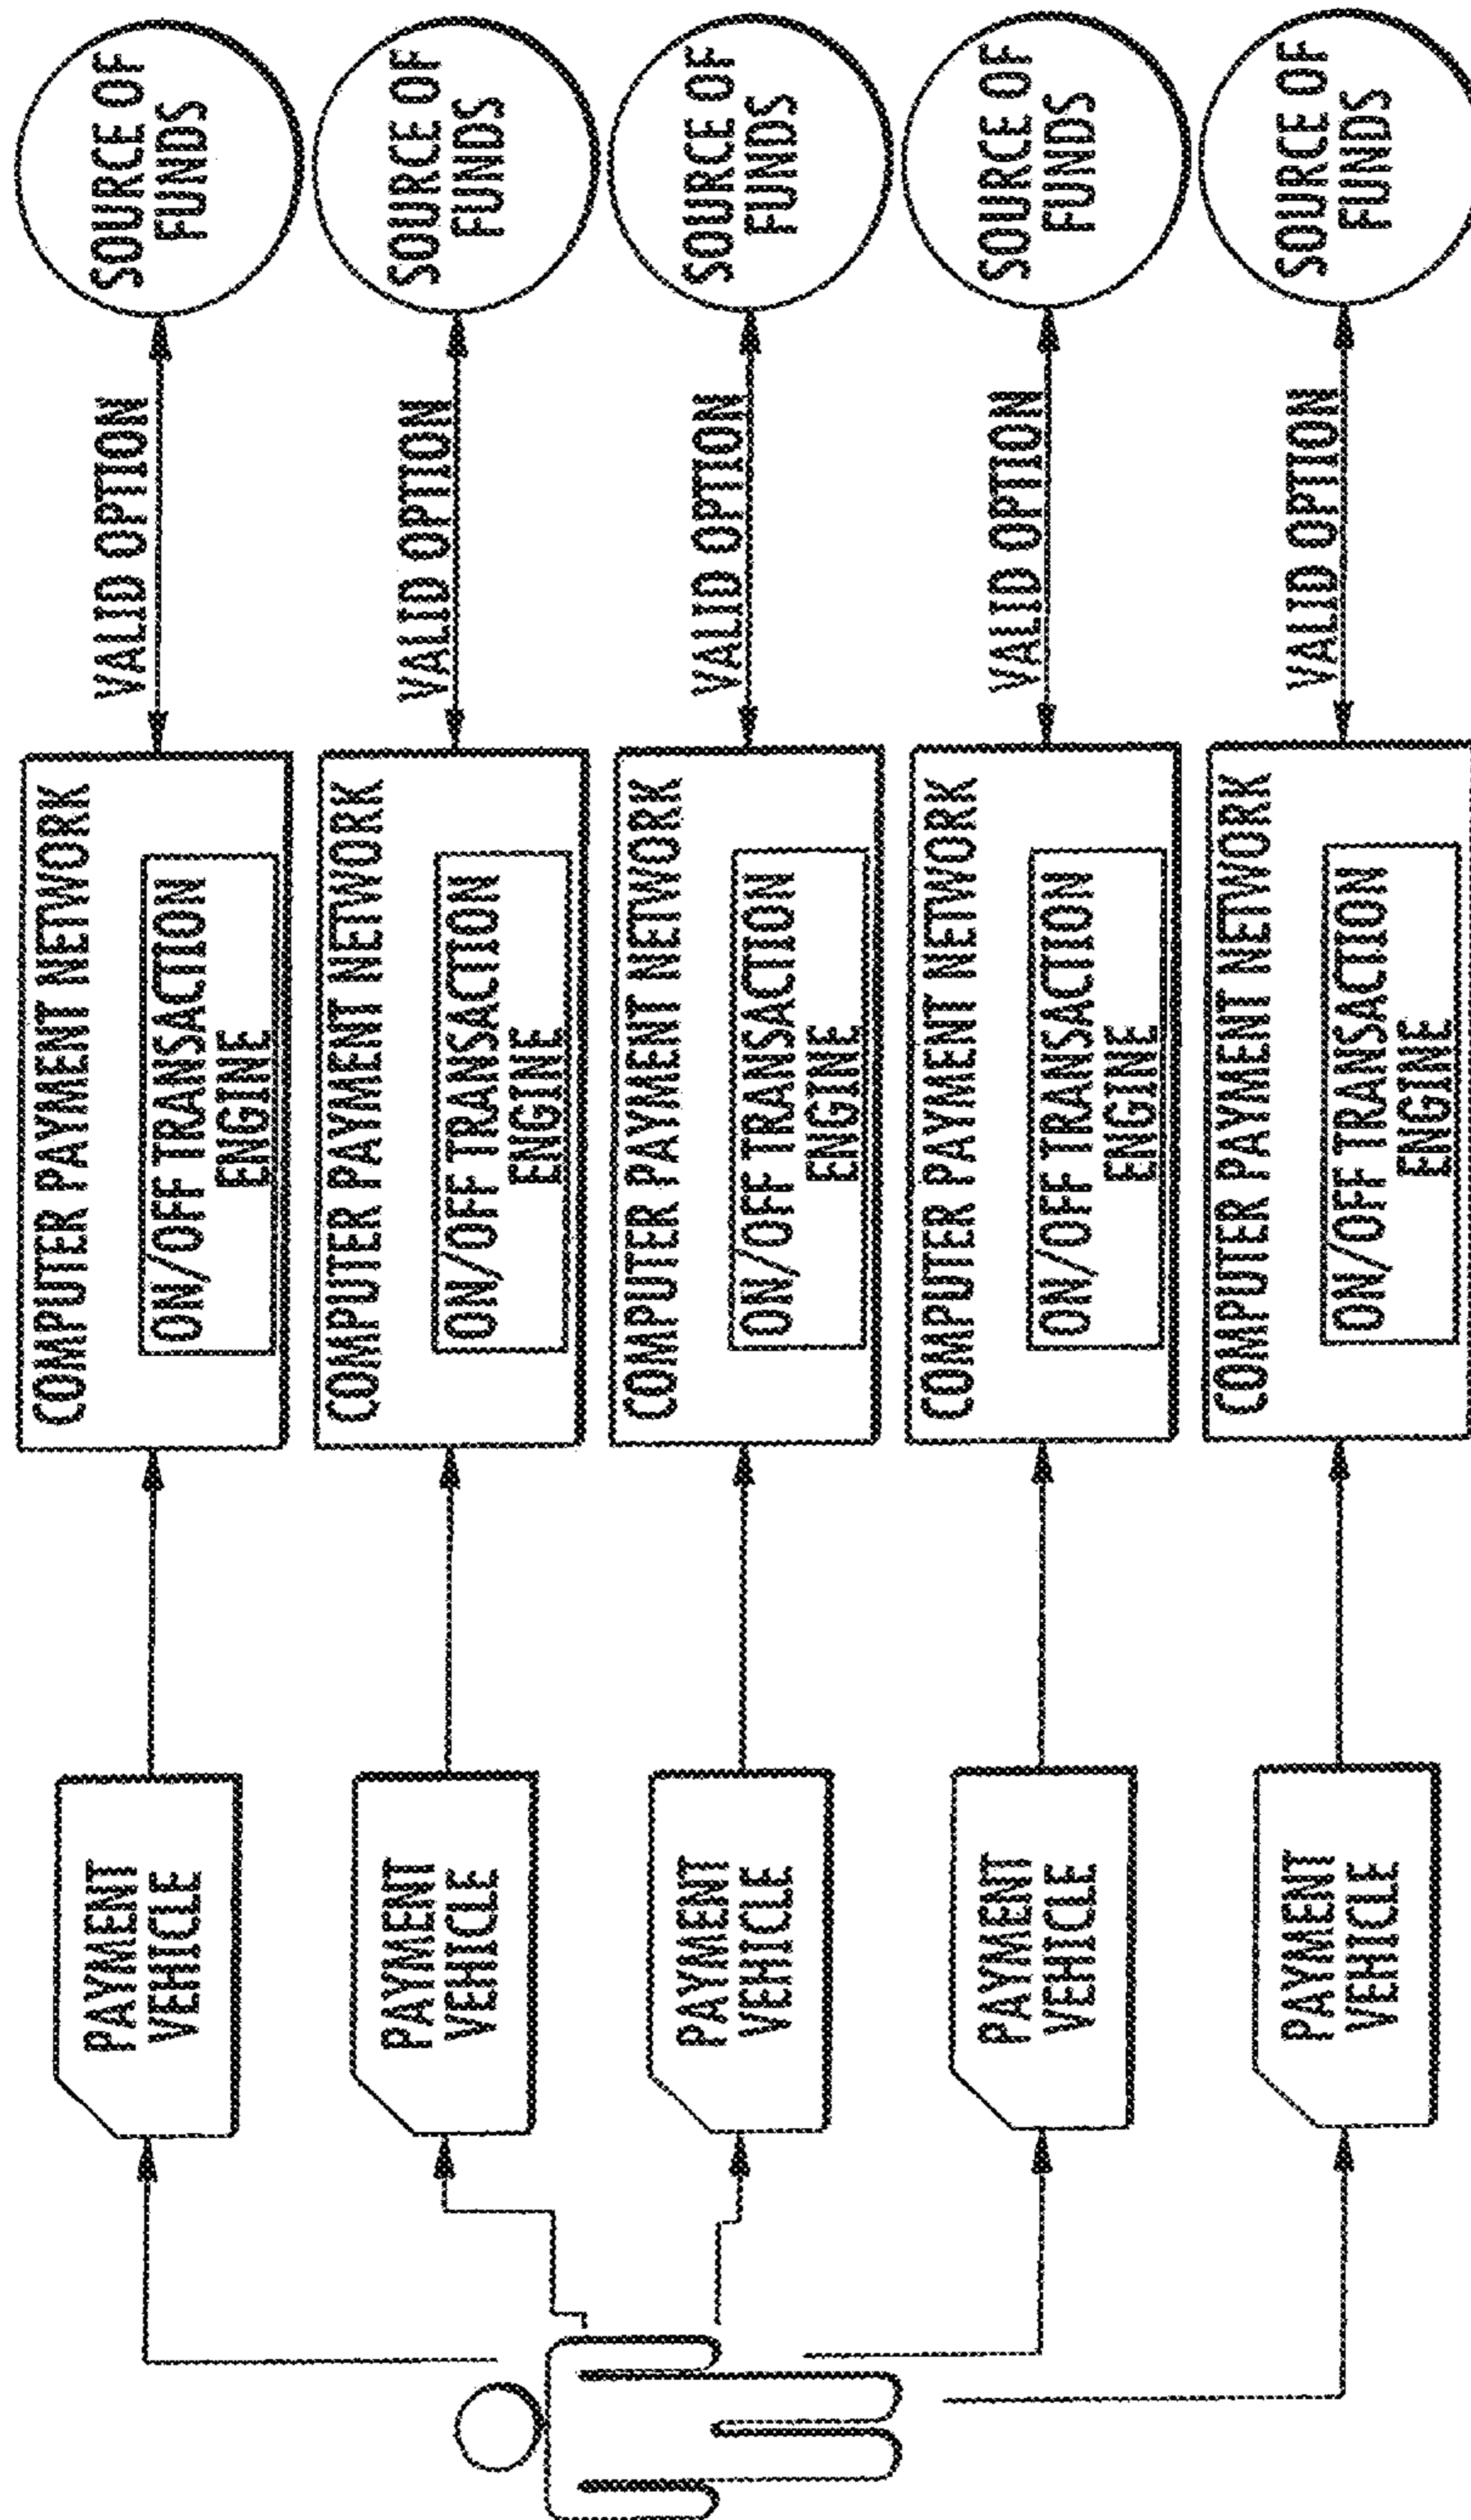 PAYMENT
VEHICLE
COMPUTER PAYMENT NETWORK
ON/OFF TRANSACTION
ENGINE
VALID OPTION
SOURCE OF
FUNDS
PAYMENT
VEHICLE
COMPUTER PAYMENT NETWORK
ON/OFF TRANSACTION
ENGINE
VALID OPTION
SOURCE OF
FUNDS
PAYMENT
VEHICLE
COMPUTER PAYMENT NETWORK
ON/OFF TRANSACTION
ENGINE
VALID OPTION
SOURCE OF
FUNDS
PAYMENT
VEHICLE
COMPUTER PAYMENT NETWORK
ON/OFF TRANSACTION
ENGINE
VALID OPTION
SOURCE OF
FUNDS
PAYMENT
VEHICLE
COMPUTER PAYMENT NETWORK
ON/OFF TRANSACTION
ENGINE
VALID OPTION
SOURCE OF
FUNDS